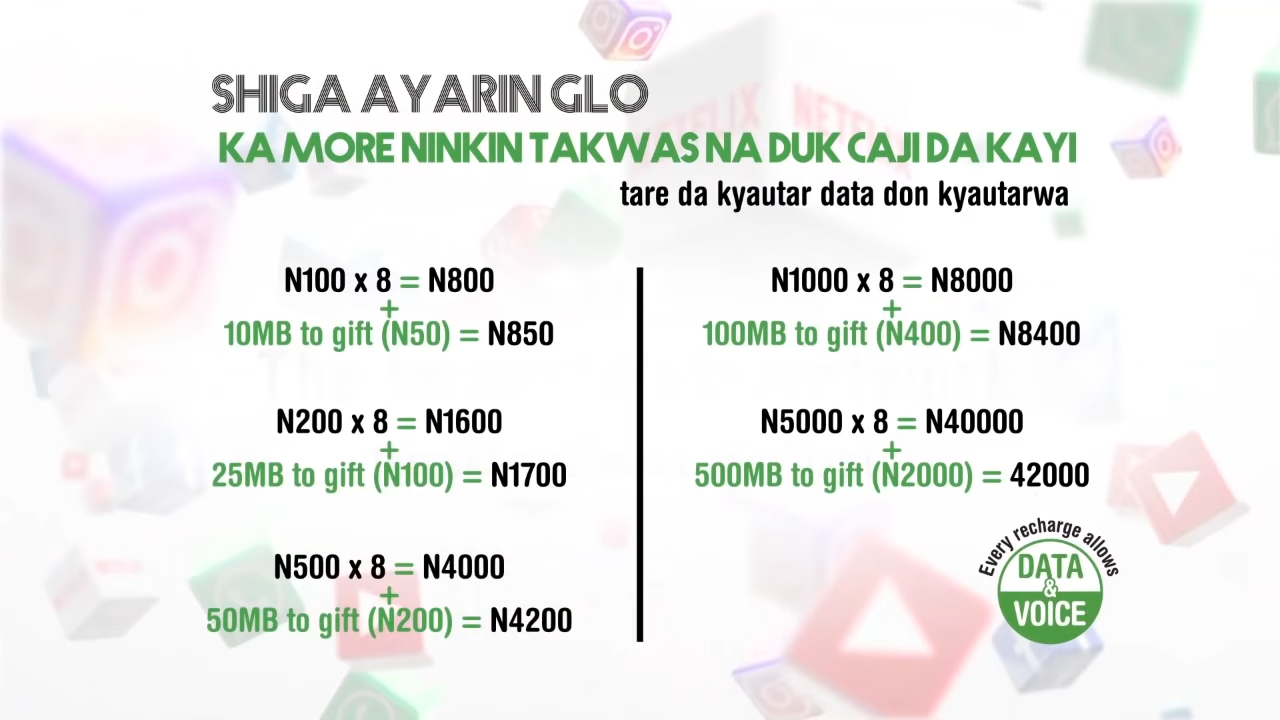 SHIGA AYARIN GLO
KA MORE NINKIN TAKWAS NA DUK CAJI DA KAYI
tare da kyautar data don kyautarwa
N100 x 8 = N800
+
10MB to gift (N50) = N850
N200 x 8 = N1600
+
25MB to gift (N100) = N1700
N500 x 8 = N4000
+
50MB to gift (N200) = N4200
N1000 x 8 = N8000
+
100MB to gift (N400) = N8400
N5000 x 8 = N40000
+
500MB to gift (N2000) = 42000
Every recharge allows
DATA
&
VOICE
NETFLIX
NETFLIX